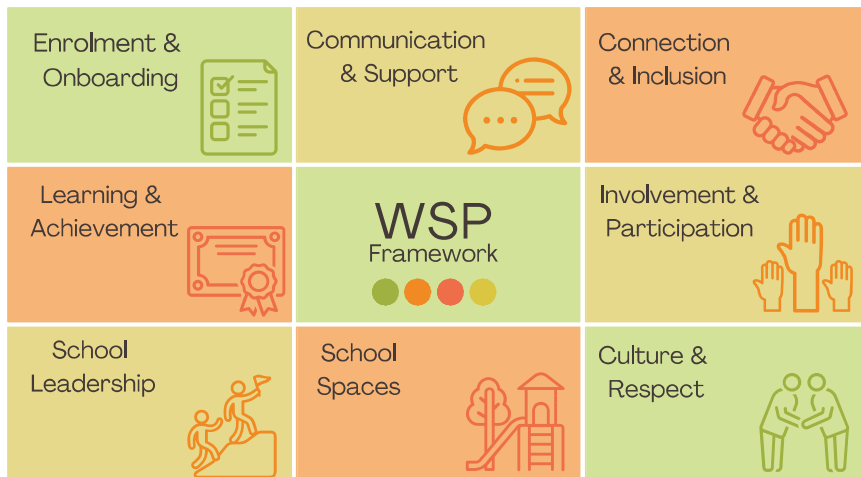 Enrolment &
Onboarding
Communication
& Support
Connection
& Inclusion
Learning &
Achievement
WSP
Framework
Involvement &
Participation
School
Leadership
School
Spaces
Culture &
Respect